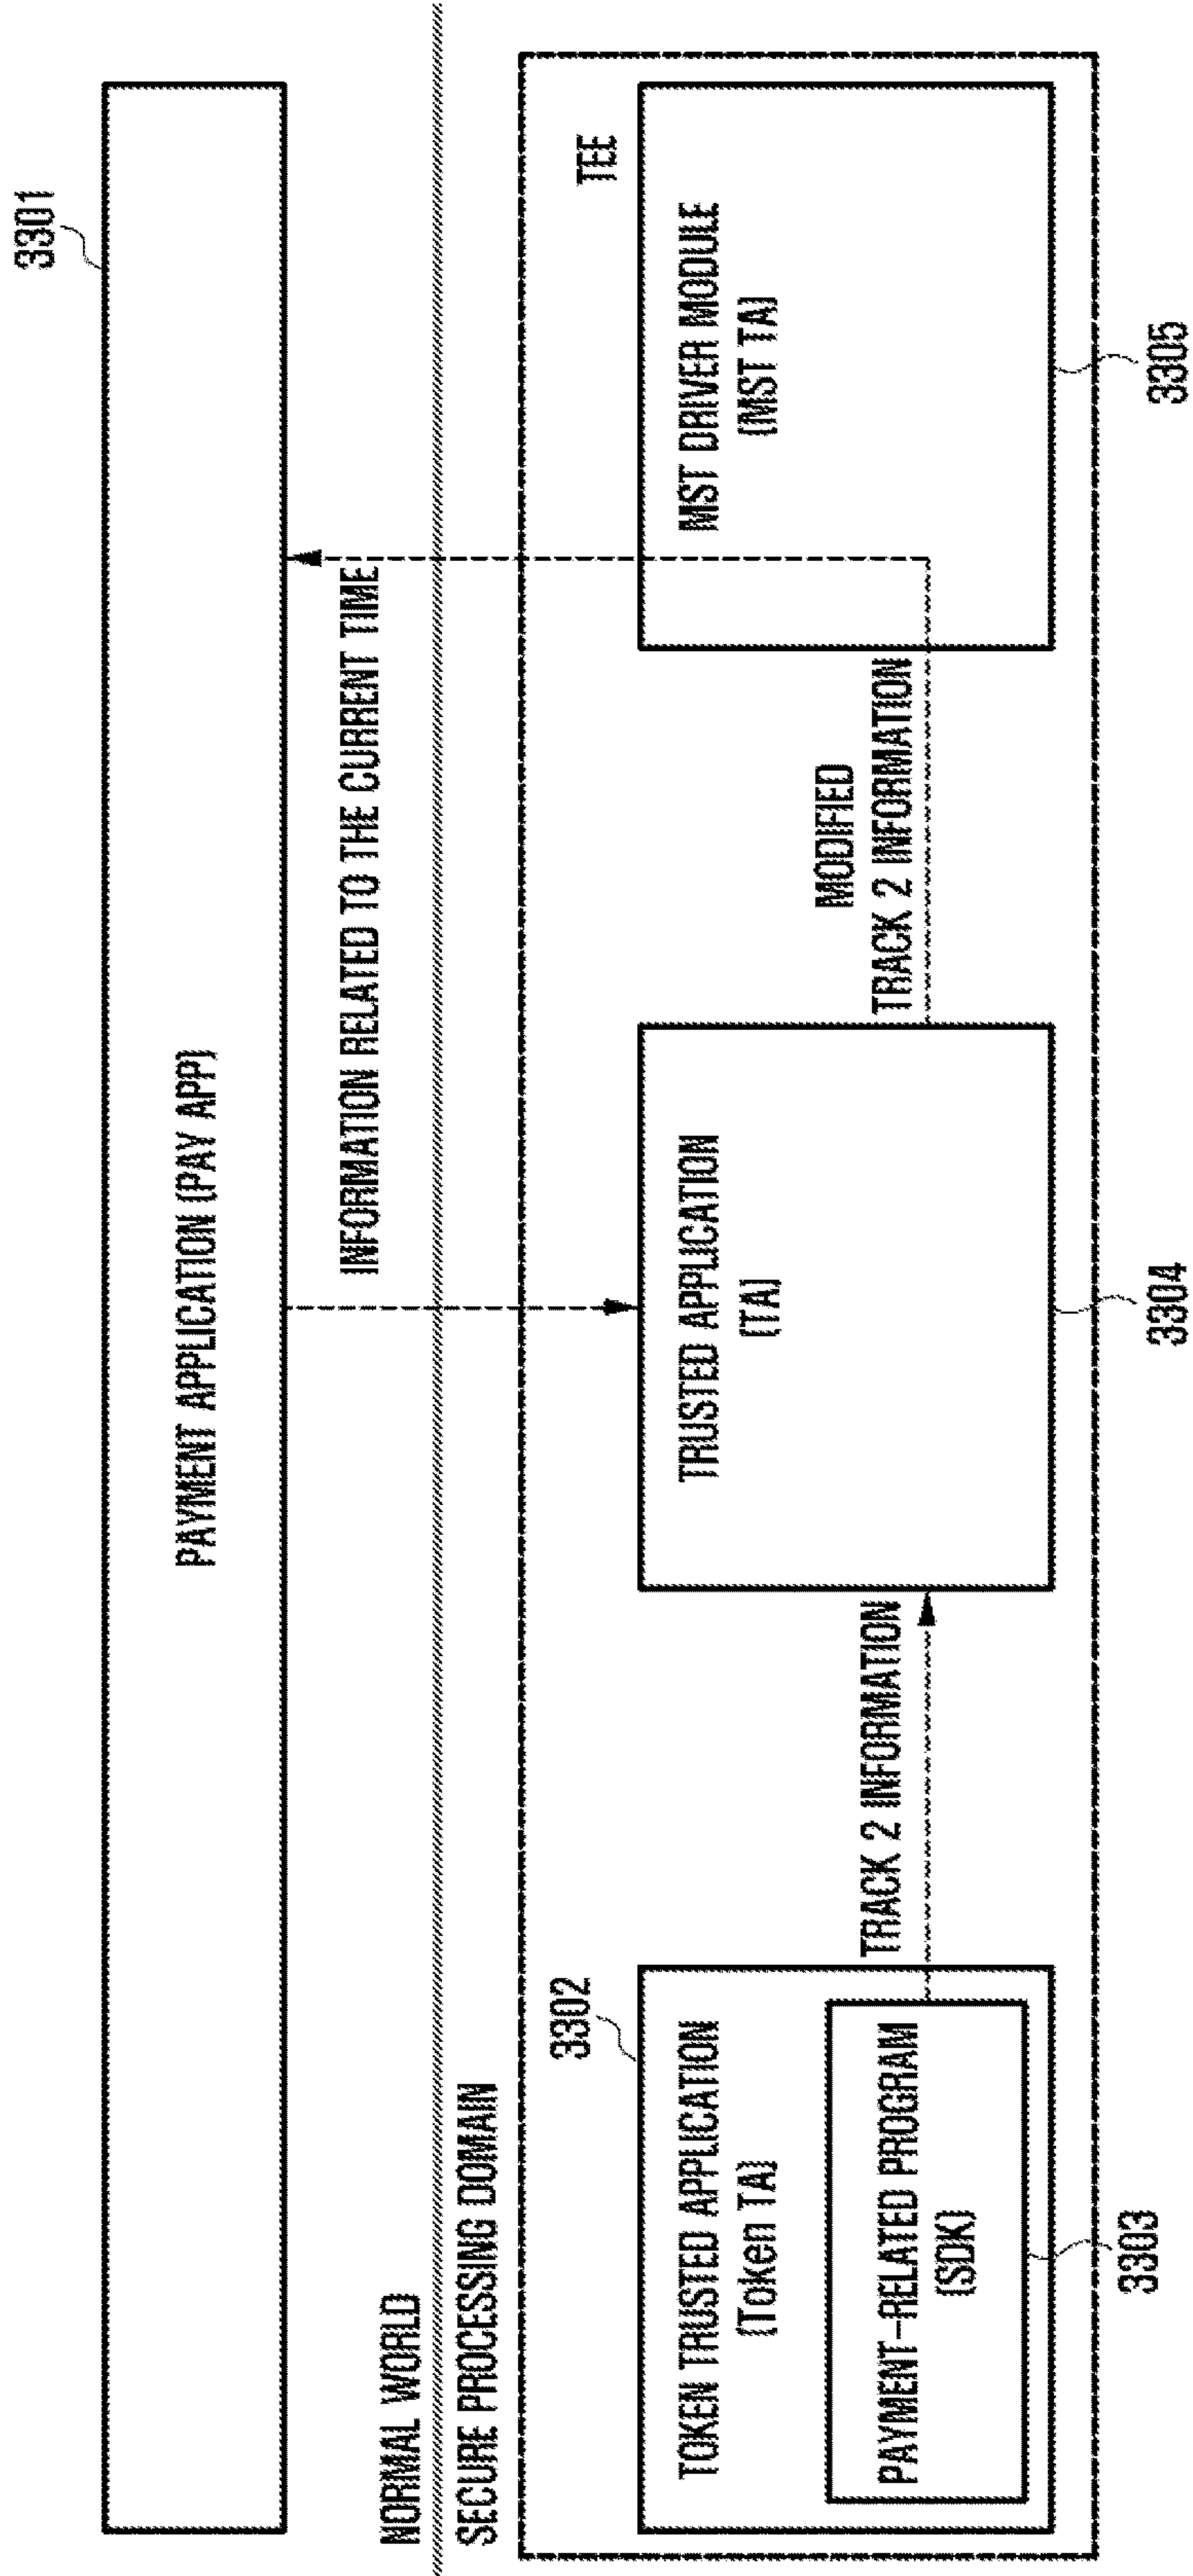 3301
PAYMENT APPLICATION (PAY APP)
INFORMATION RELATED TO THE CURRENT TIME
NORMAL WORLD
SECURE PROCESSING DOMAIN
TEE
3302
TOKEN TRUSTED APPLICATION
(Token TA)
PAYMENT-RELATED PROGRAM
(SDK)
3303
TRACK 2 INFORMATION
TRUSTED APPLICATION
(TA)
3304
MODIFIED
TRACK 2 INFORMATION
MST DRIVER MODULE
(MST TA)
3305